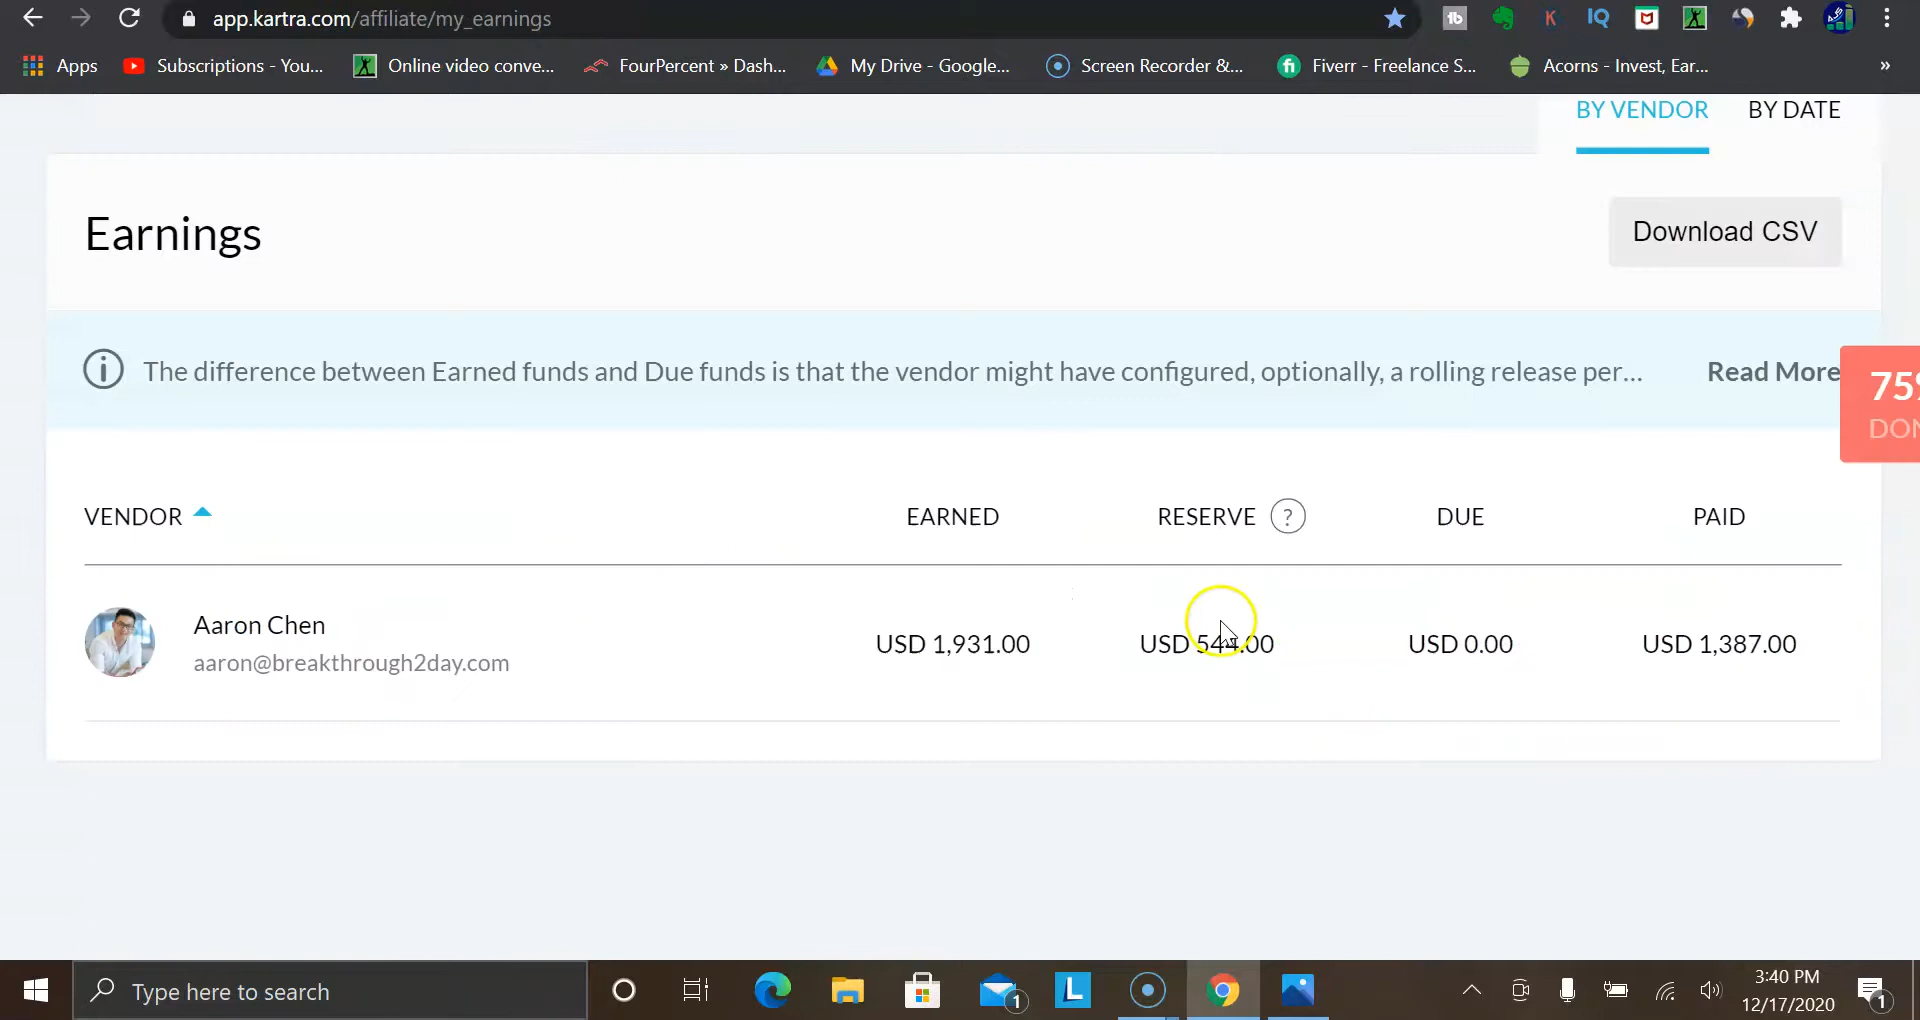 app.kartra.com/affiliate/my_earnings
Apps Subscriptions - You... Online video conve... FourPercent » Dash... My Drive - Google... Screen Recorder &... Fiverr - Freelance S... Acorns - Invest, Ear... »
BY VENDOR BY DATE
Earnings Download CSV
The difference between Earned funds and Due funds is that the vendor might have configured, optionally, a rolling release per... Read More
VENDOR EARNED RESERVE ? DUE PAID
Aaron Chen
aaron@breakthrough2day.com
USD 1,931.00 USD 544.00 USD 0.00 USD 1,387.00
Type here to search
3:40 PM
12/17/2020